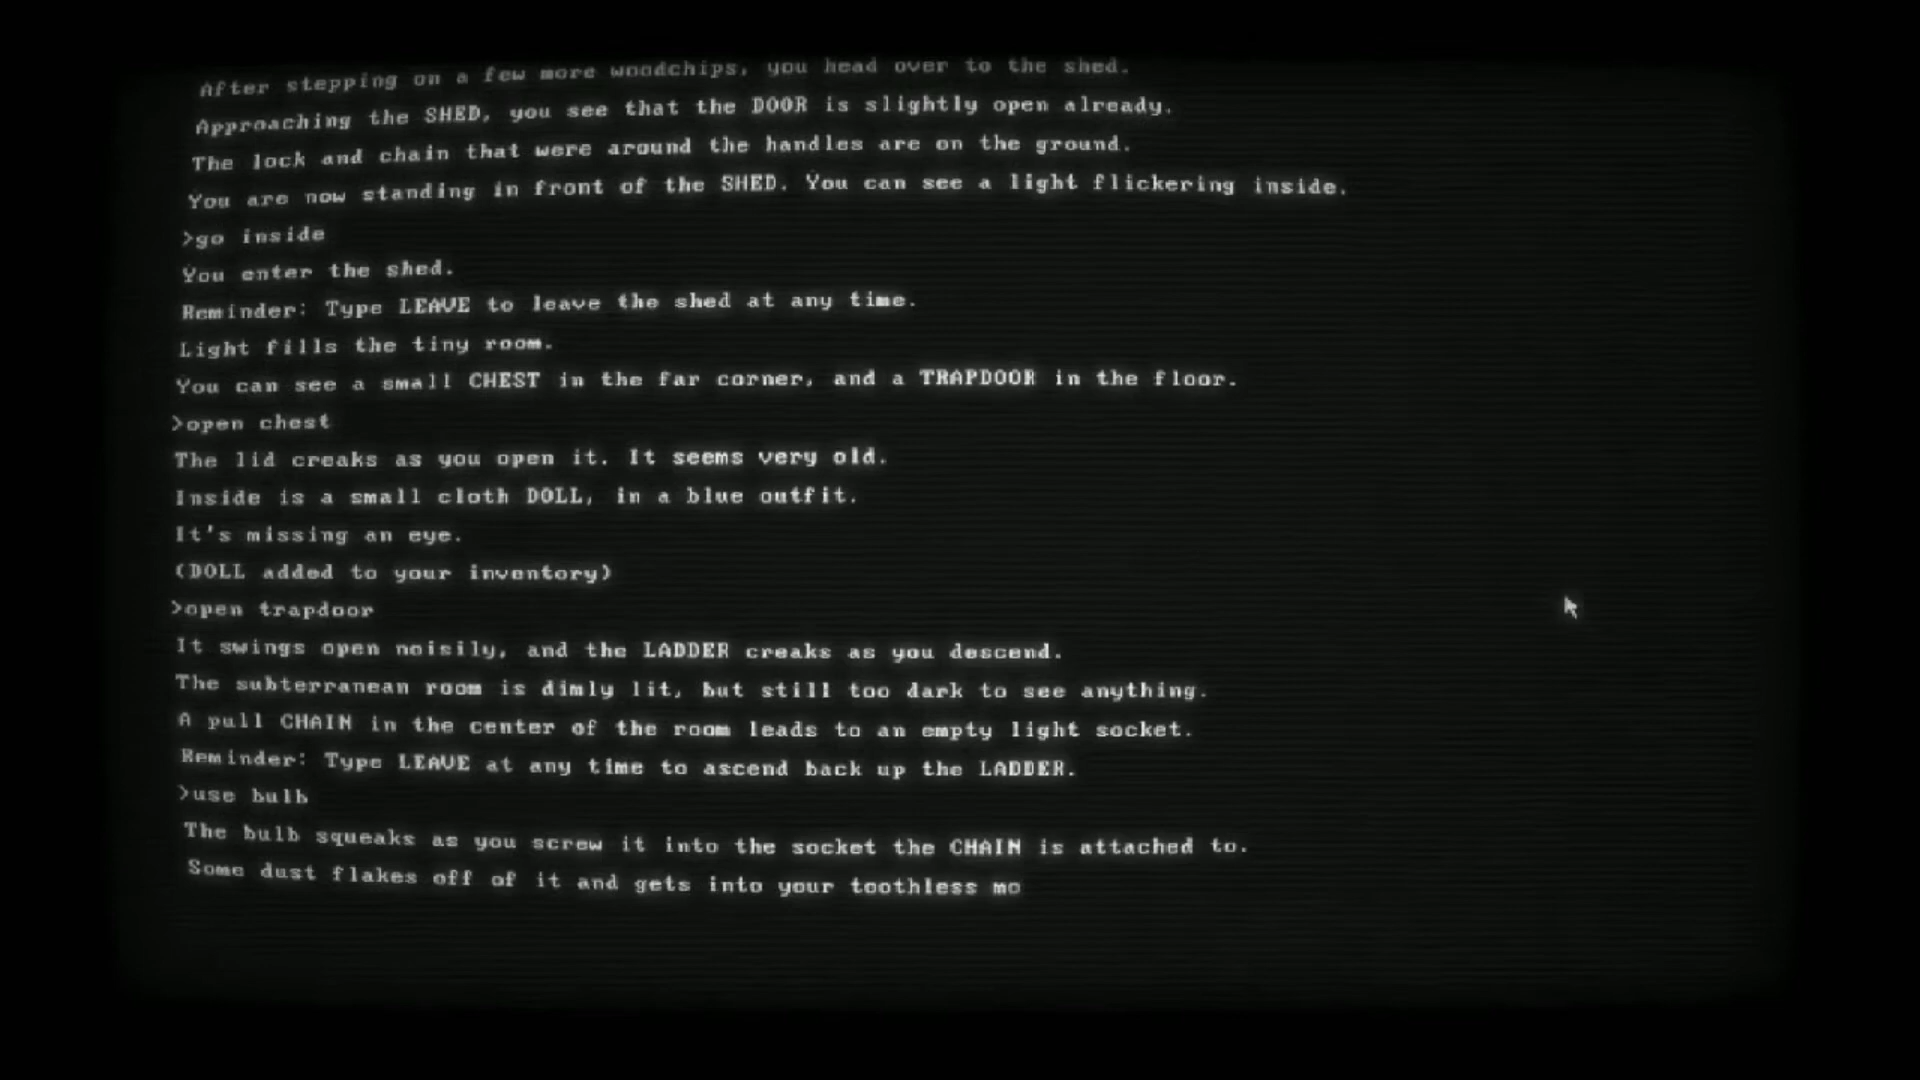 After stepping on a few more woodchips, you head over to the shed.
Approaching the SHED, you see that the DOOR is slightly open already.
The lock and chain that were around the handles are on the ground.
You are now standing in front of the SHED. You can see a light flickering inside.
>go inside
You enter the shed.
Reminder: Type LEAVE to leave the shed at any time.
Light fills the tiny room.
You can see a small CHEST in the far corner, and a TRAPDOOR in the floor.
>open chest
The lid creaks as you open it. It seems very old.
Inside is a small cloth DOLL, in a blue outfit.
It's missing an eye.
(DOLL added to your inventory)
>open trapdoor
It swings open noisily, and the LADDER creaks as you descend.
The subterranean room is dimly lit, but still too dark to see anything.
A pull CHAIN in the center of the room leads to an empty light socket.
Reminder: Type LEAVE at any time to ascend back up the LADDER.
>use bulb
The bulb squeaks as you screw it into the socket the CHAIN is attached to.
Some dust flakes off of it and gets into your toothless mo